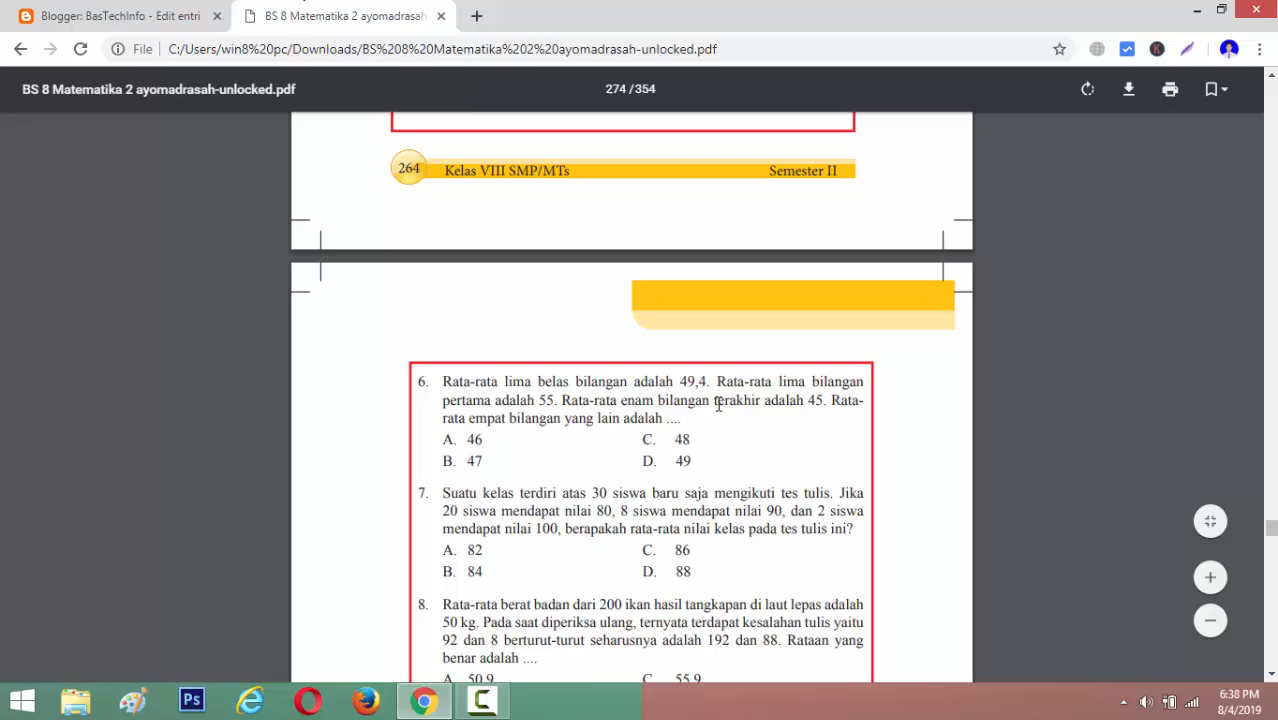 Blogger: BasTechInfo - Edit entri
BS 8 Matematika 2 ayomadrasah-
File
C:/Users/win8%20pc/Downloads/BS%208%20Matematika%202%20ayomadrasah-unlocked.pdf
BS 8 Matematika 2 ayomadrasah-unlocked.pdf
274 / 354
264 Kelas VIII SMP/MTs Semester II
6. Rata-rata lima belas bilangan adalah 49,4. Rata-rata lima bilangan
pertama adalah 55. Rata-rata enam bilangan terakhir adalah 45. Rata-
rata empat bilangan yang lain adalah ....
A. 46 C. 48
B. 47 D. 49
7. Suatu kelas terdiri atas 30 siswa baru saja mengikuti tes tulis. Jika
20 siswa mendapat nilai 80, 8 siswa mendapat nilai 90, dan 2 siswa
mendapat nilai 100, berapakah rata-rata nilai kelas pada tes tulis ini?
A. 82 C. 86
B. 84 D. 88
8. Rata-rata berat badan dari 200 ikan hasil tangkapan di laut lepas adalah
50 kg. Pada saat diperiksa ulang, ternyata terdapat kesalahan tulis yaitu
92 dan 8 berturut-turut seharusnya adalah 192 dan 88. Rataan yang
benar adalah ....
A. 50,9 C. 55,9
Ps
6:38 PM
8/4/2019